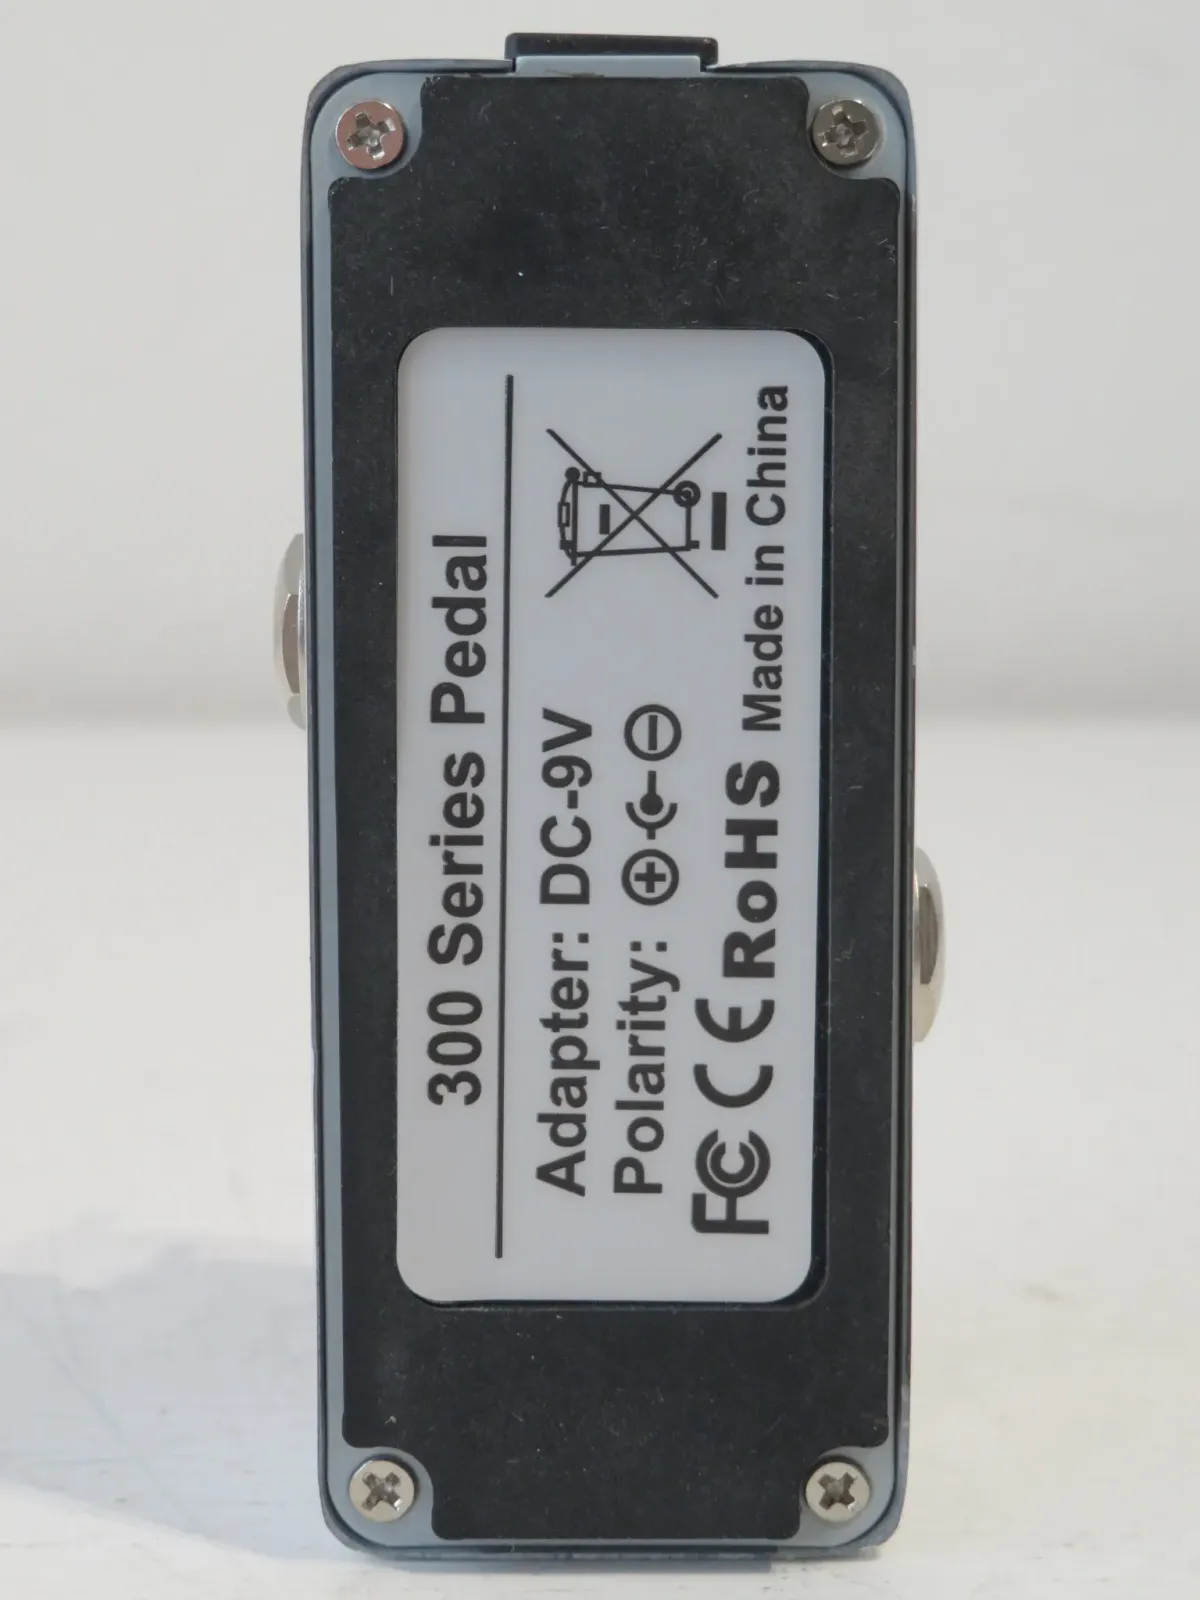 300 Series Pedal
Adapter: DC-9V
Polarity: + -
FC CE RoHS Made in China